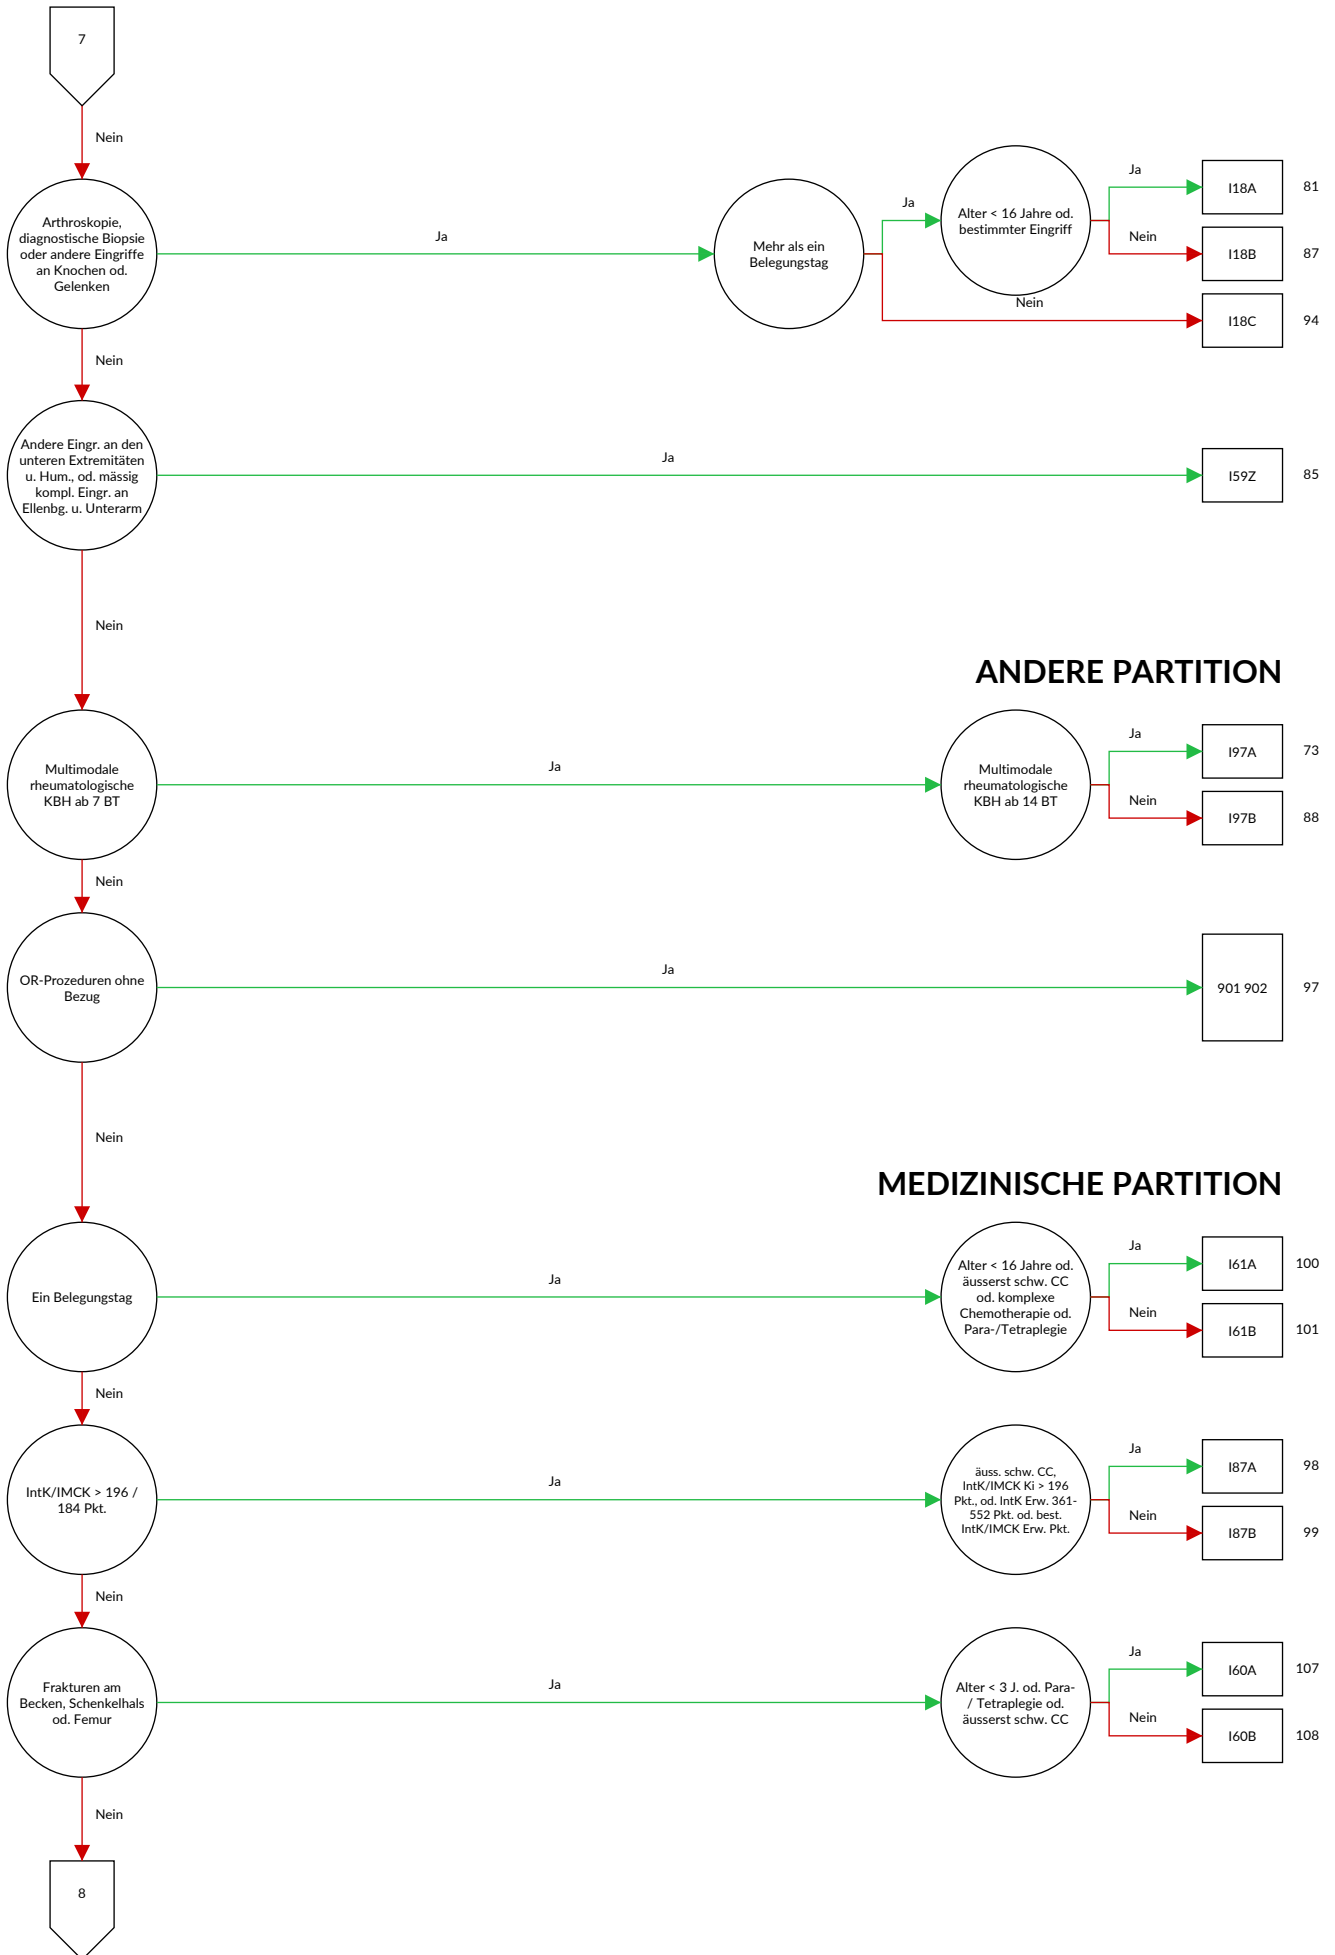 7
Nein
Arthroskopie,
diagnostische Biopsie
oder andere Eingriffe
an Knochen od.
Gelenken
Ja
Mehr als ein
Belegungstag
Ja
Alter < 16 Jahre od.
bestimmter Eingriff
Ja
I18A
81
Nein
I18B
87
Nein
I18C
94
Nein
Andere Eingr. an den
unteren Extremitäten
u. Hum., od. mässig
kompl. Eingr. an
Ellenbg. u. Unterarm
Ja
I59Z
85
Nein
ANDERE PARTITION
Multimodale
rheumatologische
KBH ab 7 BT
Ja
Multimodale
rheumatologische
KBH ab 14 BT
Ja
I97A
73
Nein
I97B
88
Nein
OR-Prozeduren ohne
Bezug
Ja
901 902
97
Nein
MEDIZINISCHE PARTITION
Ein Belegungstag
Ja
Alter < 16 Jahre od.
äusserst schw. CC
od. komplexe
Chemotherapie od.
Para-/Tetraplegie
Ja
I61A
100
Nein
I61B
101
Nein
IntK/IMCK > 196 /
184 Pkt.
Ja
äuss. schw. CC,
IntK/IMCK Ki > 196
Pkt., od. IntK Erw. 361-
552 Pkt. od. best.
IntK/IMCK Erw. Pkt.
Ja
I87A
98
Nein
I87B
99
Nein
Frakturen am
Becken, Schenkelhals
od. Femur
Ja
Alter < 3 J. od. Para-
/ Tetraplegie od.
äusserst schw. CC
Ja
I60A
107
Nein
I60B
108
Nein
8